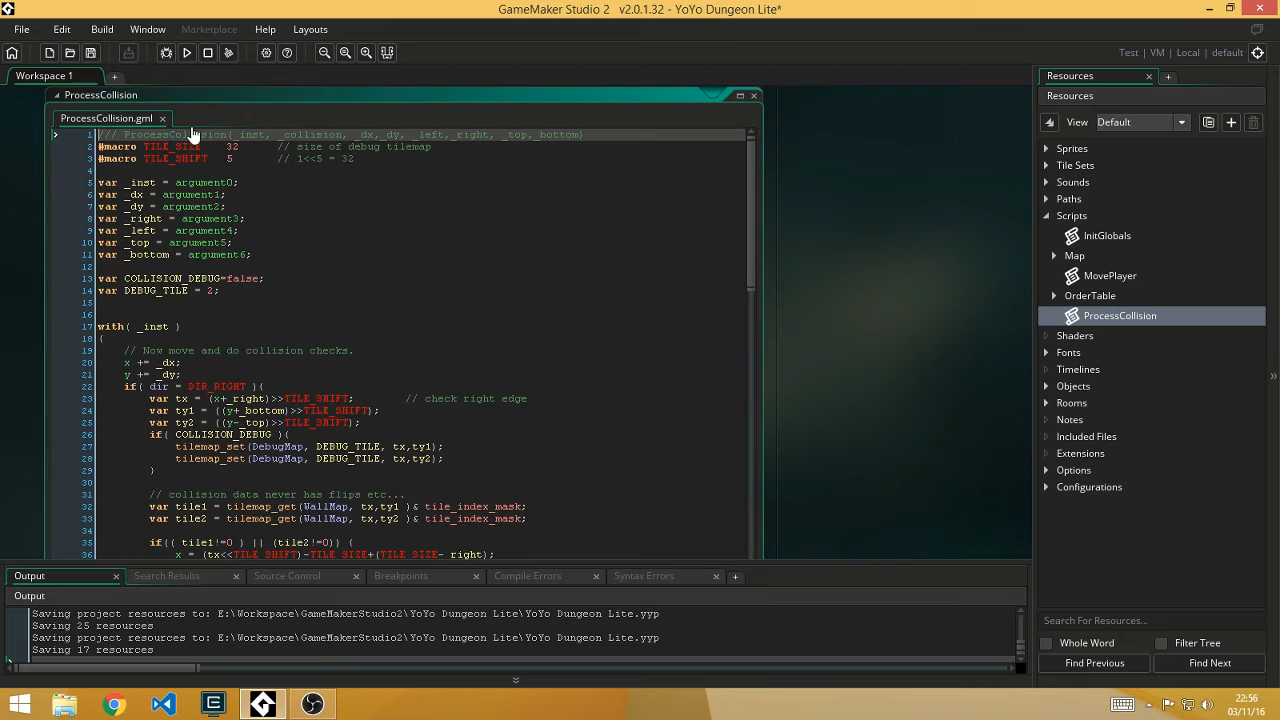 GameMaker Studio 2 v2.0.1.32 - YoYo Dungeon Lite*
File Edit Build Window Marketplace Help Layouts
Test | VM | Local | default
Workspace 1
ProcessCollision
ProcessCollision.gml
1 /// ProcessCollision(_inst, _collision, _dx, dy, _left,_right, _top,_bottom)
2 #macro TILE_SIZE 32 // size of debug tilemap
3 #macro TILE_SHIFT 5 // 1<<5 = 32
4
5 var _inst = argument0;
6 var _dx = argument1;
7 var _dy = argument2;
8 var _right = argument3;
9 var _left = argument4;
10 var _top = argument5;
11 var _bottom = argument6;
12
13 var COLLISION_DEBUG=false;
14 var DEBUG_TILE = 2;
15
16
17 with( _inst )
18 {
19 // Now move and do collision checks.
20 x += _dx;
21 y += _dy;
22 if( dir = DIR_RIGHT ){
23 var tx = (x+_right)>>TILE_SHIFT; // check right edge
24 var ty1 = ((y+_bottom)>>TILE_SHIFT);
25 var ty2 = ((y-_top)>>TILE_SHIFT);
26 if( COLLISION_DEBUG ){
27 tilemap_set(DebugMap, DEBUG_TILE, tx,ty1);
28 tilemap_set(DebugMap, DEBUG_TILE, tx,ty2);
29 }
30
31 // collision data never has flips etc...
32 var tile1 = tilemap_get(WallMap, tx,ty1 )& tile_index_mask;
33 var tile2 = tilemap_get(WallMap, tx,ty2 )& tile_index_mask;
34
35 if(( tile1!=0 ) || (tile2!=0)) {
36 x = (tx<<TILE_SHIFT)-TILE_SIZE+(TILE_SIZE-_right);
Resources
Resources
View Default
Sprites
Tile Sets
Sounds
Paths
Scripts
InitGlobals
Map
MovePlayer
OrderTable
ProcessCollision
Shaders
Fonts
Timelines
Objects
Rooms
Notes
Included Files
Extensions
Options
Configurations
Search For Resources...
Whole Word Filter Tree
Find Previous Find Next
Output Search Results Source Control Breakpoints Compile Errors Syntax Errors
Output
Saving project resources to: E:\Workspace\GameMakerStudio2\YoYo Dungeon Lite\YoYo Dungeon Lite.yyp
Saving 25 resources
Saving project resources to: E:\Workspace\GameMakerStudio2\YoYo Dungeon Lite\YoYo Dungeon Lite.yyp
Saving 17 resources
22:56
03/11/16